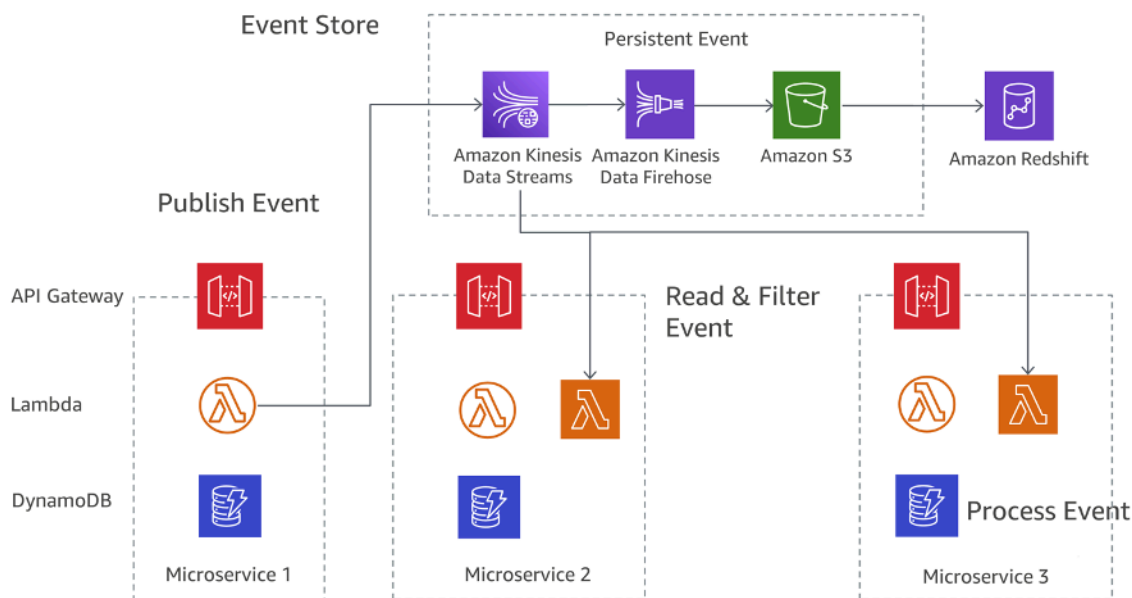 Event Store
Persistent Event
Amazon Kinesis
Data Streams
Amazon Kinesis
Data Firehose
Amazon S3
Amazon Redshift
Publish Event
API Gateway
Read & Filter
Event
Lambda
DynamoDB
Process Event
Microservice 1
Microservice 2
Microservice 3